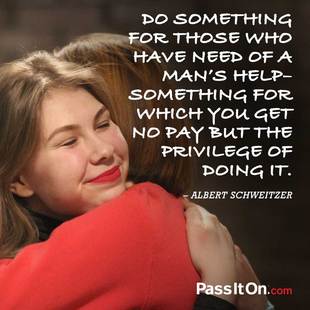 DO SOMETHING
FOR THOSE WHO
HAVE NEED OF A
MAN'S HELP–
SOMETHING FOR
WHICH YOU GET
NO PAY BUT THE
PRIVILEGE OF
DOING IT.
– ALBERT SCHWEITZER
PassItOn.com